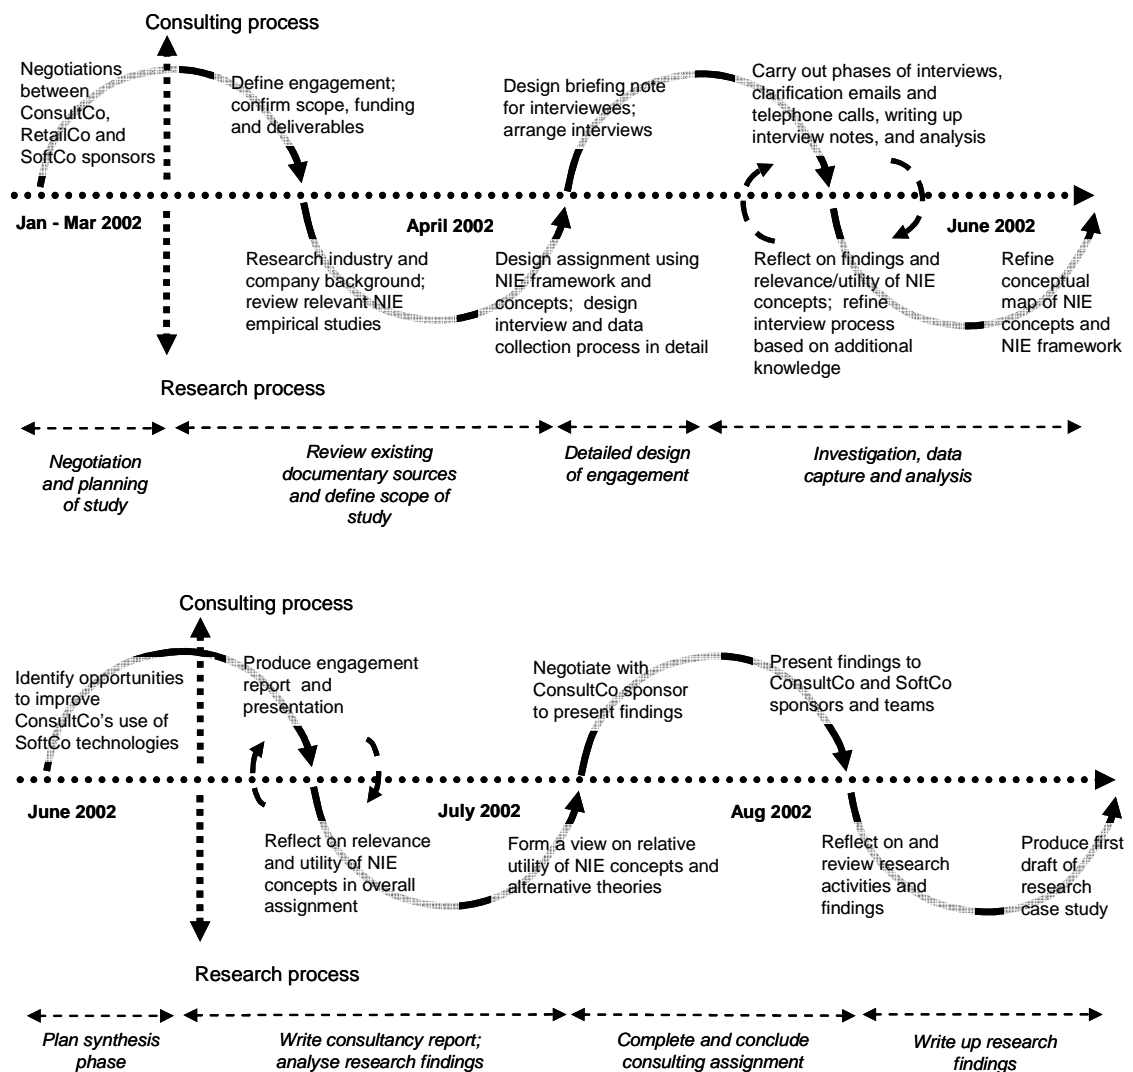 Consulting process
Negotiations
between
ConsultCo,
RetailCo and
SoftCo sponsors
Define engagement;
confirm scope, funding
and deliverables
Design briefing note
for interviewees;
arrange interviews
Carry out phases of interviews,
clarification emails and
telephone calls, writing up
interview notes, and analysis
Jan - Mar 2002
April 2002
June 2002
Research industry and
company background;
review relevant NIE
empirical studies
Design assignment using
NIE framework and
concepts; design
interview and data
collection process in detail
Reflect on findings and
relevance/utility of NIE
concepts; refine
interview process
based on additional
knowledge
Refine
conceptual
map of NIE
concepts and
NIE framework
Research process
Negotiation
and planning
of study
Review existing
documentary sources
and define scope of
study
Detailed design
of engagement
Investigation, data
capture and analysis
Consulting process
Identify opportunities
to improve
ConsultCo's use of
SoftCo technologies
Produce engagement
report and
presentation
Negotiate with
ConsultCo sponsor
to present findings
Present findings to
ConsultCo and SoftCo
sponsors and teams
June 2002
July 2002
Aug 2002
Reflect on relevance
and utility of NIE
concepts in overall
assignment
Form a view on relative
utility of NIE concepts and
alternative theories
Reflect on and
review research
activities and
findings
Produce first
draft of
research
case study
Research process
Plan synthesis
phase
Write consultancy report;
analyse research findings
Complete and conclude
consulting assignment
Write up research
findings